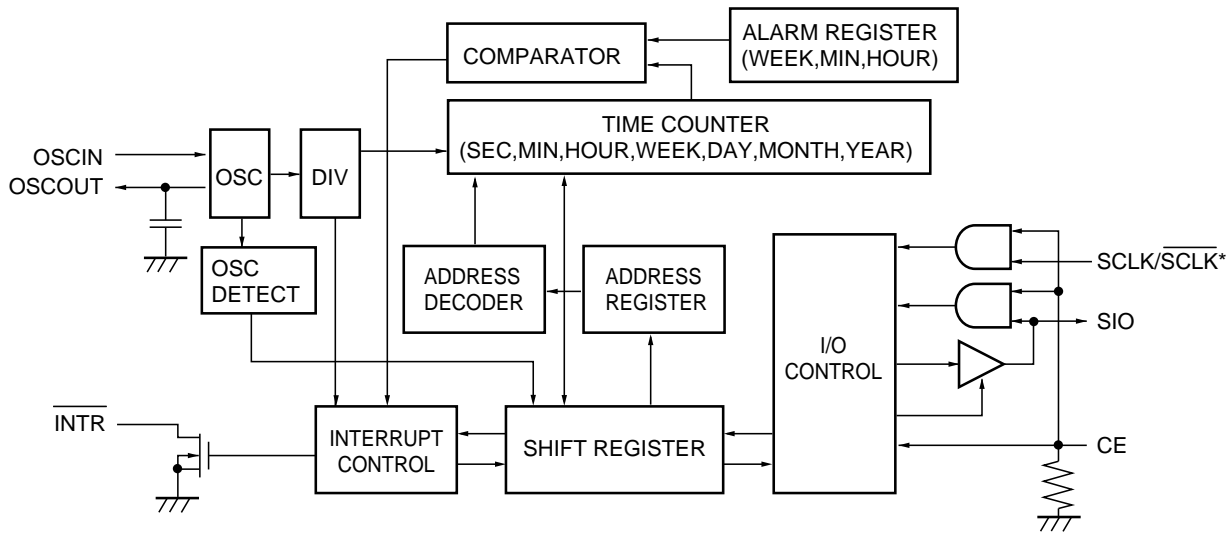 ALARM REGISTER
(WEEK,MIN,HOUR)
COMPARATOR
TIME COUNTER
(SEC,MIN,HOUR,WEEK,DAY,MONTH,YEAR)
OSCIN
OSCOUT
OSC
DIV
OSC
DETECT
ADDRESS
DECODER
ADDRESS
REGISTER
I/O
CONTROL
SCLK/SCLK*
SIO
INTR
INTERRUPT
CONTROL
SHIFT REGISTER
CE